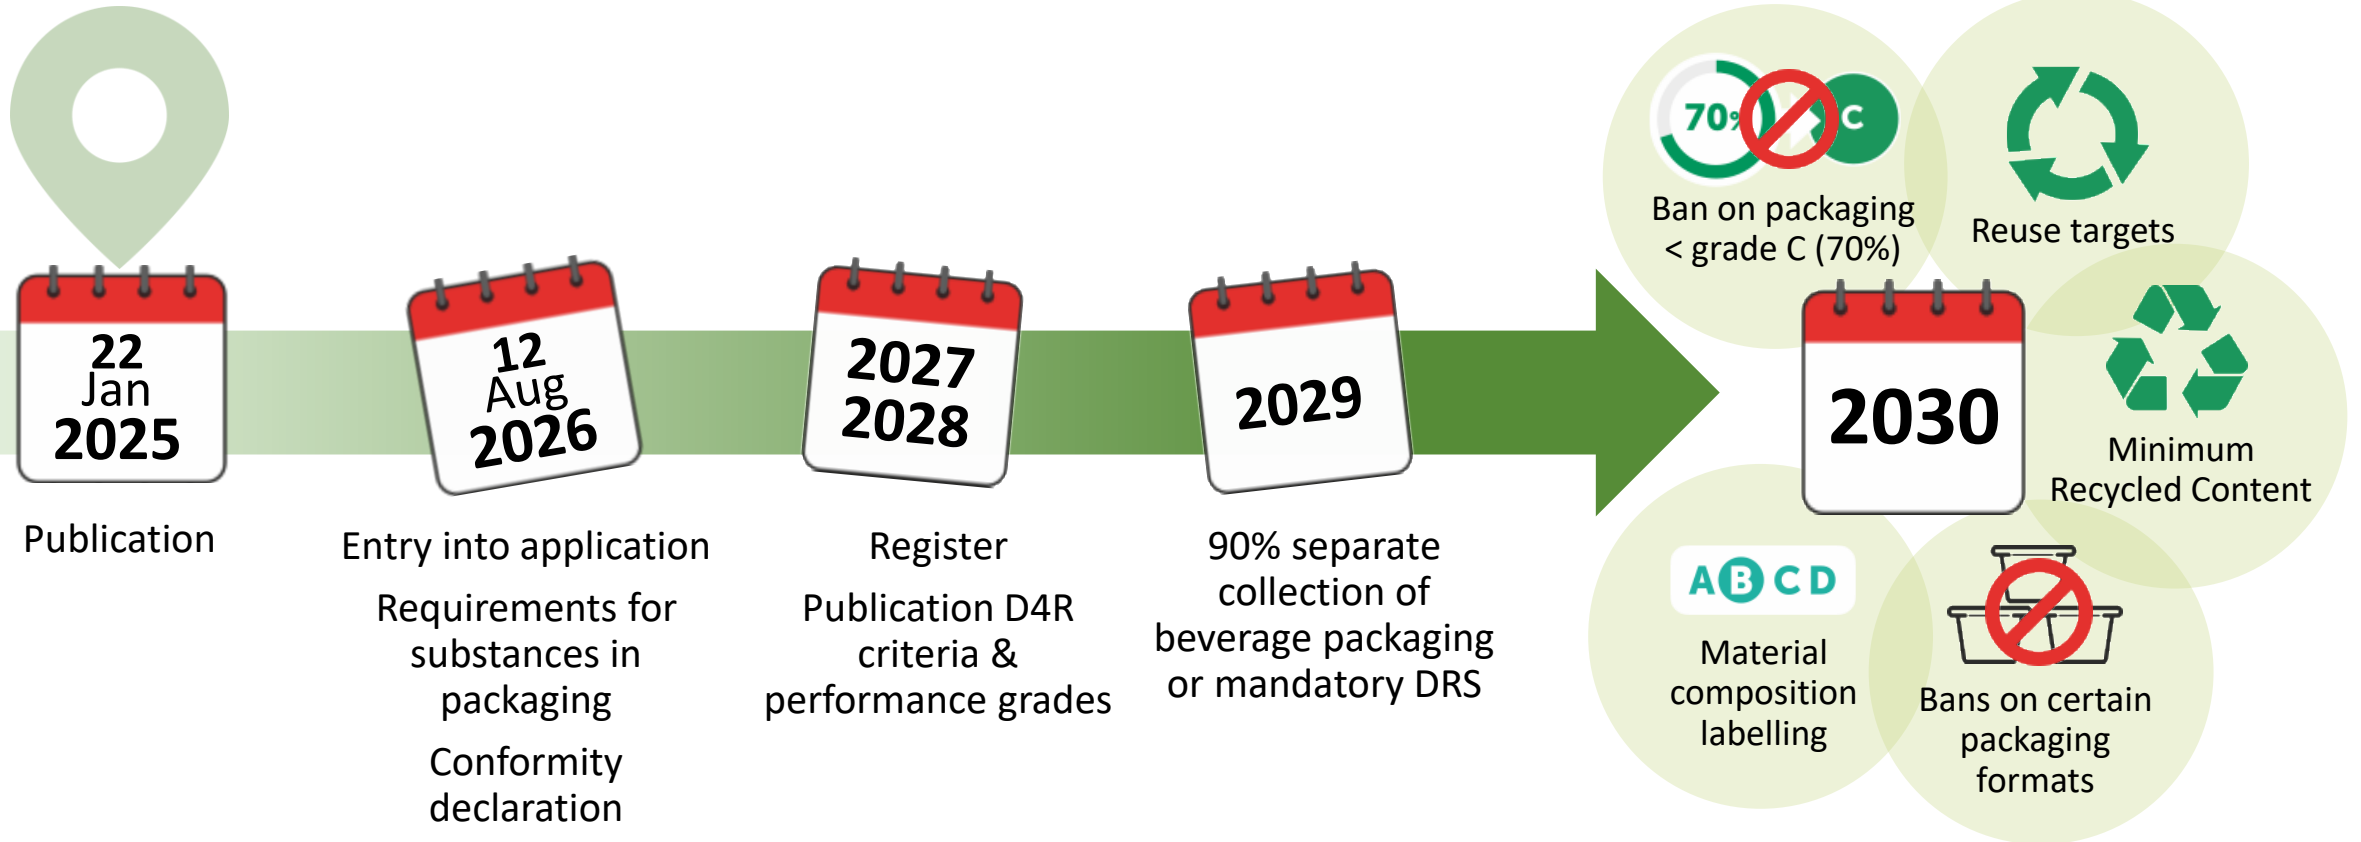 22
Jan
2025
Publication
12
Aug
2026
Entry into application
Requirements for
substances in
packaging
Conformity
declaration
2027
2028
Register
Publication D4R
criteria &
performance grades
2029
90% separate
collection of
beverage packaging
or mandatory DRS
2030
70%
C
Ban on packaging
< grade C (70%)
Reuse targets
Minimum
Recycled Content
A B C D
Material
composition
labelling
Bans on certain
packaging
formats